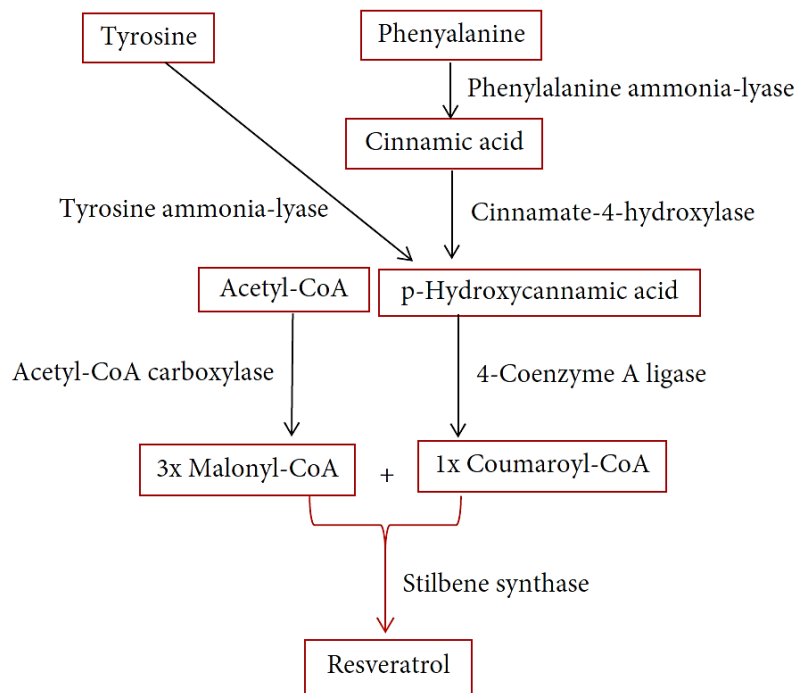 Tyrosine
Phenyalanine
Phenylalanine ammonia-lyase
Cinnamic acid
Tyrosine ammonia-lyase
Cinnamate-4-hydroxylase
Acetyl-CoA
p-Hydroxycannamic acid
Acetyl-CoA carboxylase
4-Coenzyme A ligase
3x Malonyl-CoA
+
1x Coumaroyl-CoA
Stilbene synthase
Resveratrol